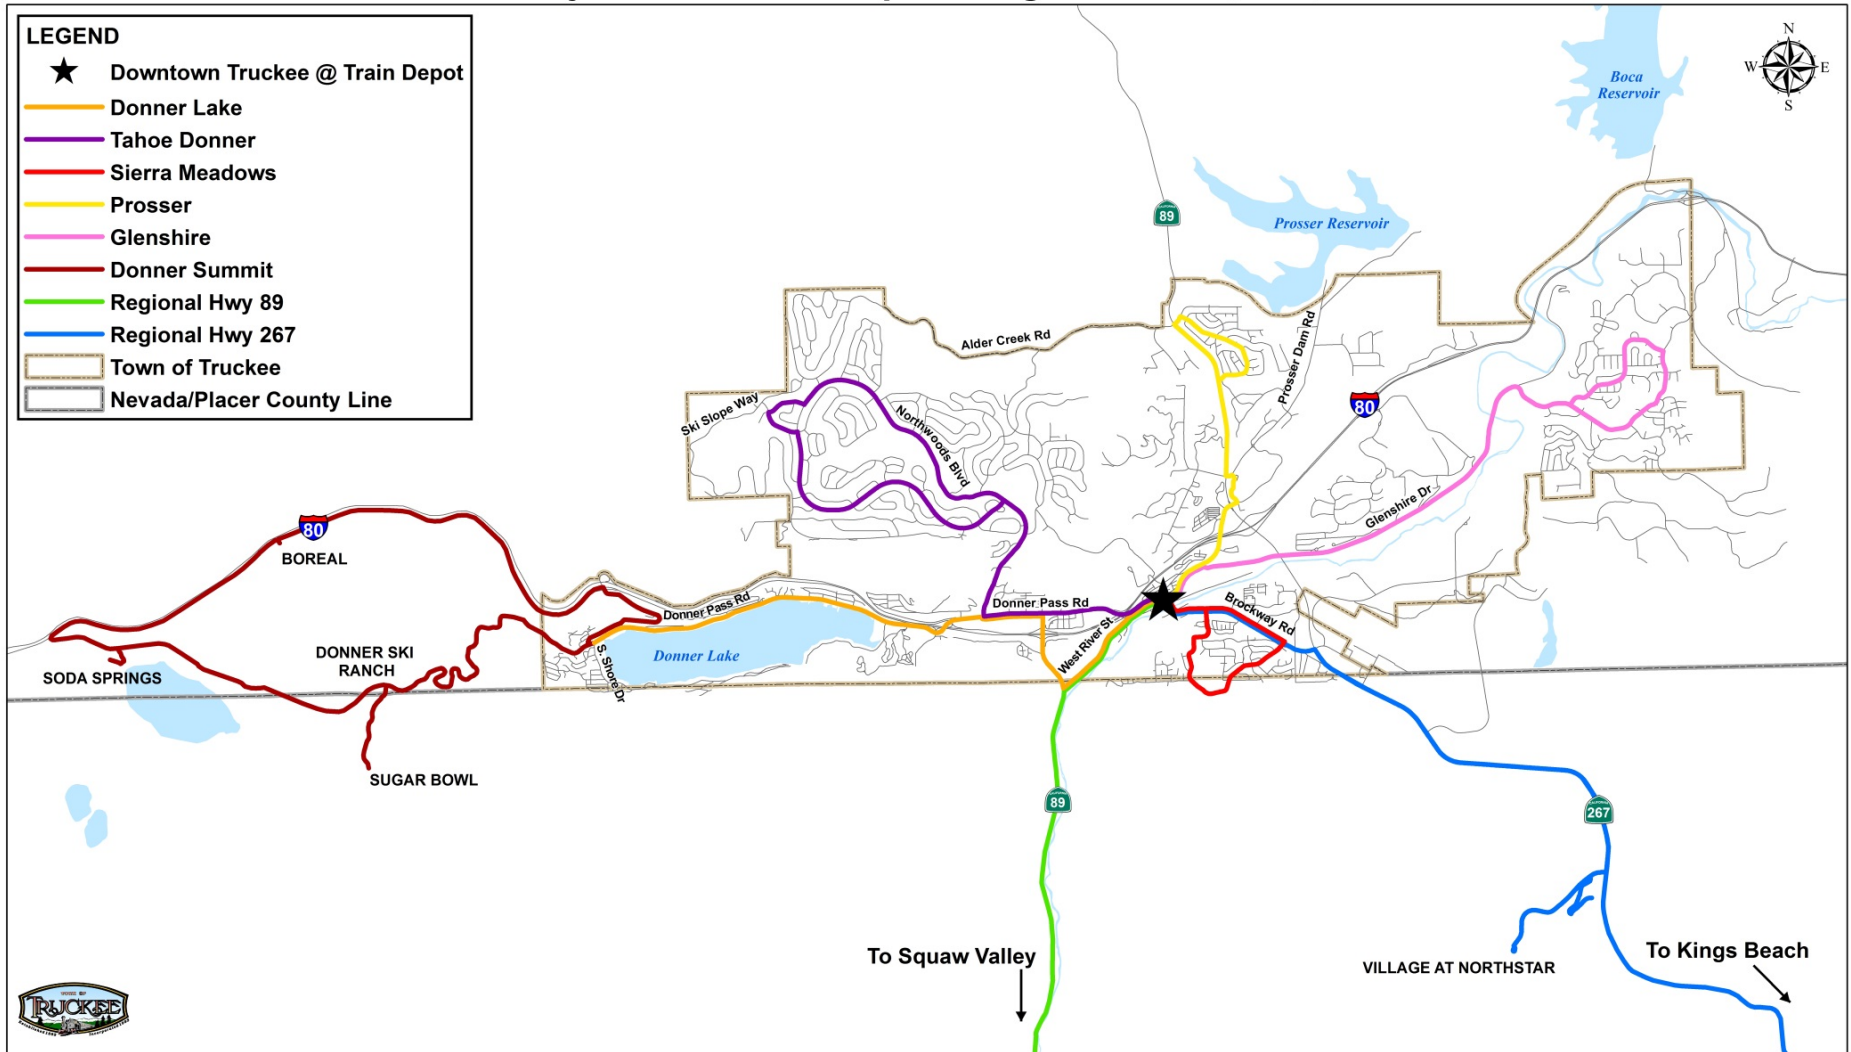 LEGEND
Downtown Truckee @ Train Depot
Donner Lake
Tahoe Donner
Sierra Meadows
Prosser
Glenshire
Donner Summit
Regional Hwy 89
Regional Hwy 267
Town of Truckee
Nevada/Placer County Line
N
W E
S
Boca
Reservoir
89
Prosser Reservoir
Alder Creek Rd
Prosser Dam Rd
Ski Slope Way
Northwoods Blvd
80
Glenshire Dr
80
BOREAL
Donner Pass Rd
Donner Pass Rd
Brockway Rd
West River St.
DONNER SKI
RANCH
Donner Lake
S. Shore Dr
SODA SPRINGS
SUGAR BOWL
89
267
To Squaw Valley
VILLAGE AT NORTHSTAR
To Kings Beach
TRUCKEE